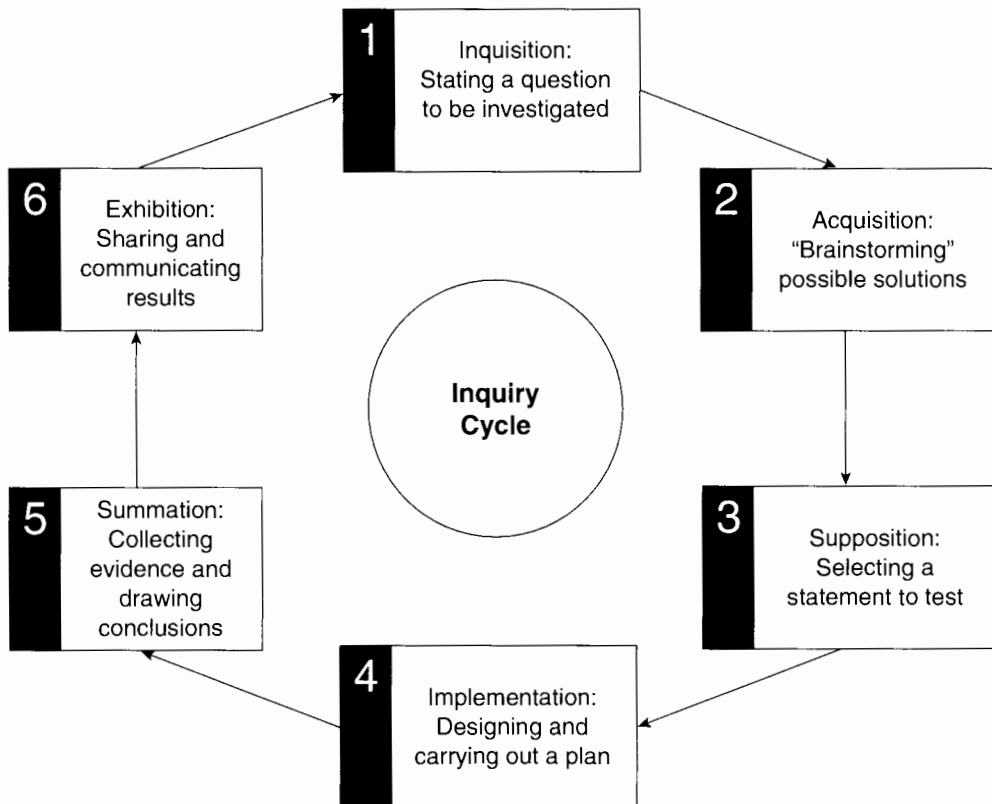 1
Inquisition:
Stating a question
to be investigated
2
Acquisition:
“Brainstorming”
possible solutions
3
Supposition:
Selecting a
statement to test
4
Implementation:
Designing and
carrying out a plan
5
Summation:
Collecting
evidence and
drawing
conclusions
6
Exhibition:
Sharing and
communicating
results
Inquiry
Cycle